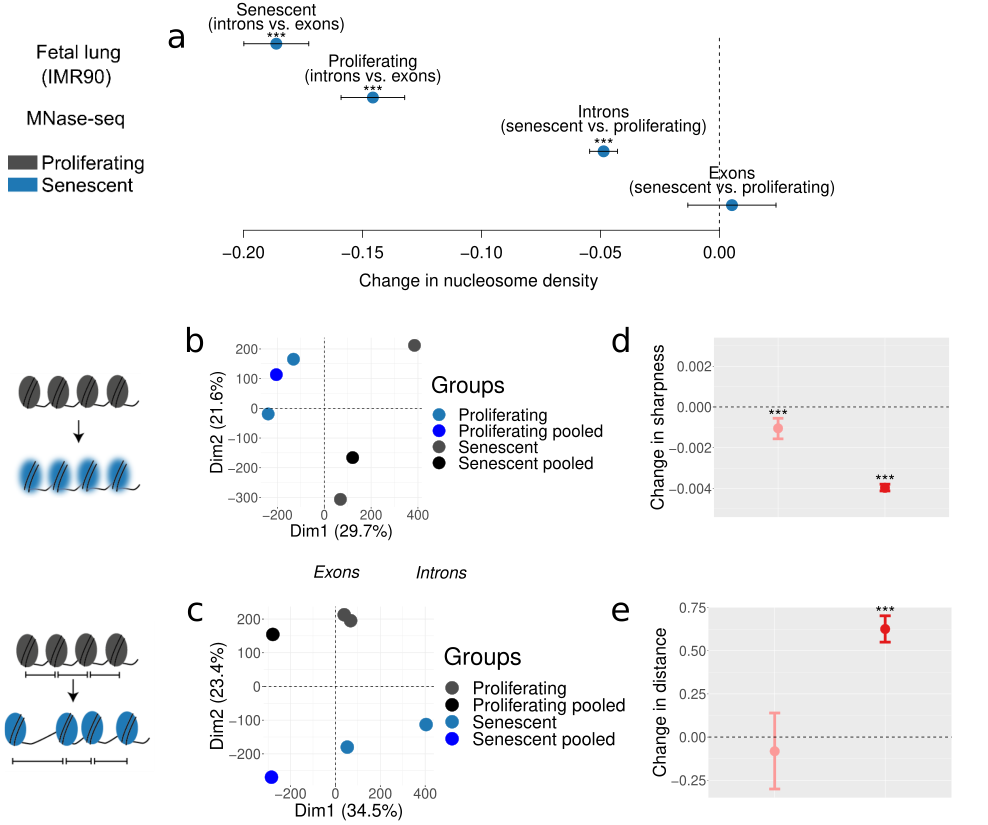 Fetal lung
(IMR90)
MNase-seq
Proliferating
Senescent
a
Senescent
(introns vs. exons)
***
Proliferating
(introns vs. exons)
***
Introns
(senescent vs. proliferating)
***
Exons
(senescent vs. proliferating)
−0.20 −0.15 −0.10 −0.05 0.00
Change in nucleosome density
b
Dim2 (21.6%)
200
100
0
−100
−200
−300
−200 0 200 400
Dim1 (29.7%)
Groups
Proliferating
Proliferating pooled
Senescent
Senescent pooled
d
Change in sharpness
0.002
0.000
−0.002
−0.004
***
***
Exons Introns
c
Dim2 (23.4%)
200
100
0
−100
−200
−200 0 200 400
Dim1 (34.5%)
Groups
Proliferating
Proliferating pooled
Senescent
Senescent pooled
e
Change in distance
0.75
0.50
0.25
0.00
−0.25
***